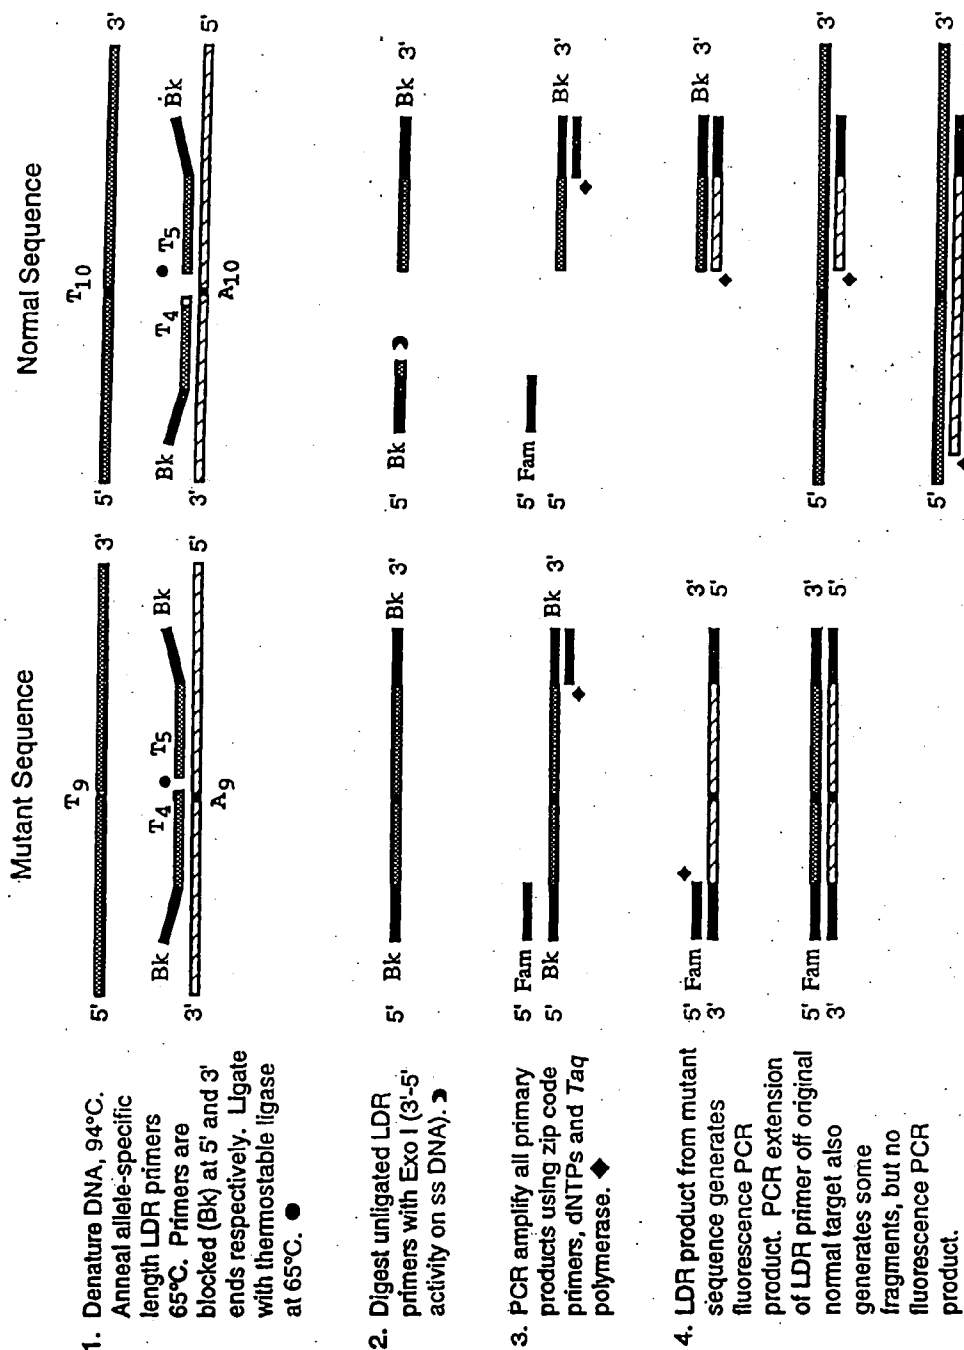 Mutant Sequence
Normal Sequence
5' T9 3'
5' T10 3'
Bk T4 T5 Bk
Bk T4 T5 Bk
3' A9 5'
3' A10 5'
1. Denature DNA, 94°C.
Anneal allele-specific
length LDR primers
65°C. Primers are
blocked (Bk) at 5' and 3'
ends respectively. Ligate
with thermostable ligase
at 65°C. ●
5' Bk Bk 3'
5' Bk Bk 3'
2. Digest unligated LDR
primers with Exo I (3'-5'
activity on ss DNA).
5' Fam
5' Bk Bk 3'
5' Fam
5' Bk 3'
3. PCR amplify all primary
products using zip code
primers, dNTPs and Taq
polymerase. ◆
5' Fam 3'
3' 5'
Bk 3'
5' Fam 3'
3' 5'
5' 3'
5' 3'
4. LDR product from mutant
sequence generates
fluorescence PCR
product. PCR extension
of LDR primer off original
normal target also
generates some
fragments, but no
fluorescence PCR
product.